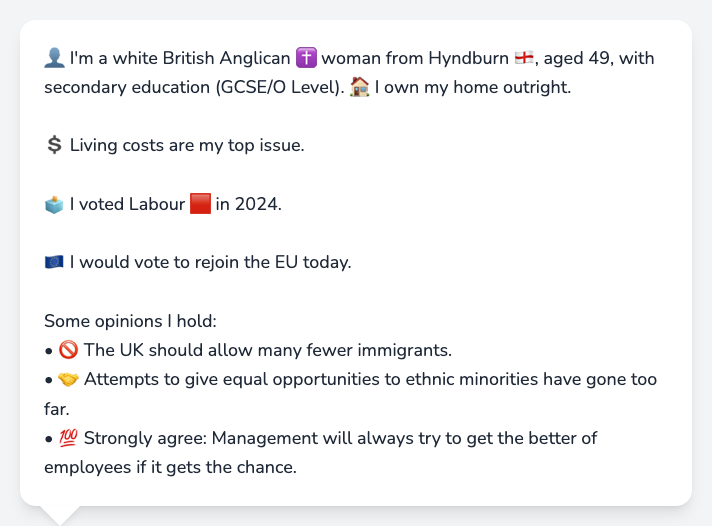 👤 I'm a white British Anglican ✝️ woman from Hyndburn 🏴󠁧󠁢󠁥󠁮󠁧󠁿, aged 49, with
secondary education (GCSE/O Level). 🏠 I own my home outright.
💲 Living costs are my top issue.
🗳️ I voted Labour 🟥 in 2024.
🇪🇺 I would vote to rejoin the EU today.
Some opinions I hold:
• 🚫 The UK should allow many fewer immigrants.
• 🤝 Attempts to give equal opportunities to ethnic minorities have gone too
far.
• 💯 Strongly agree: Management will always try to get the better of
employees if it gets the chance.